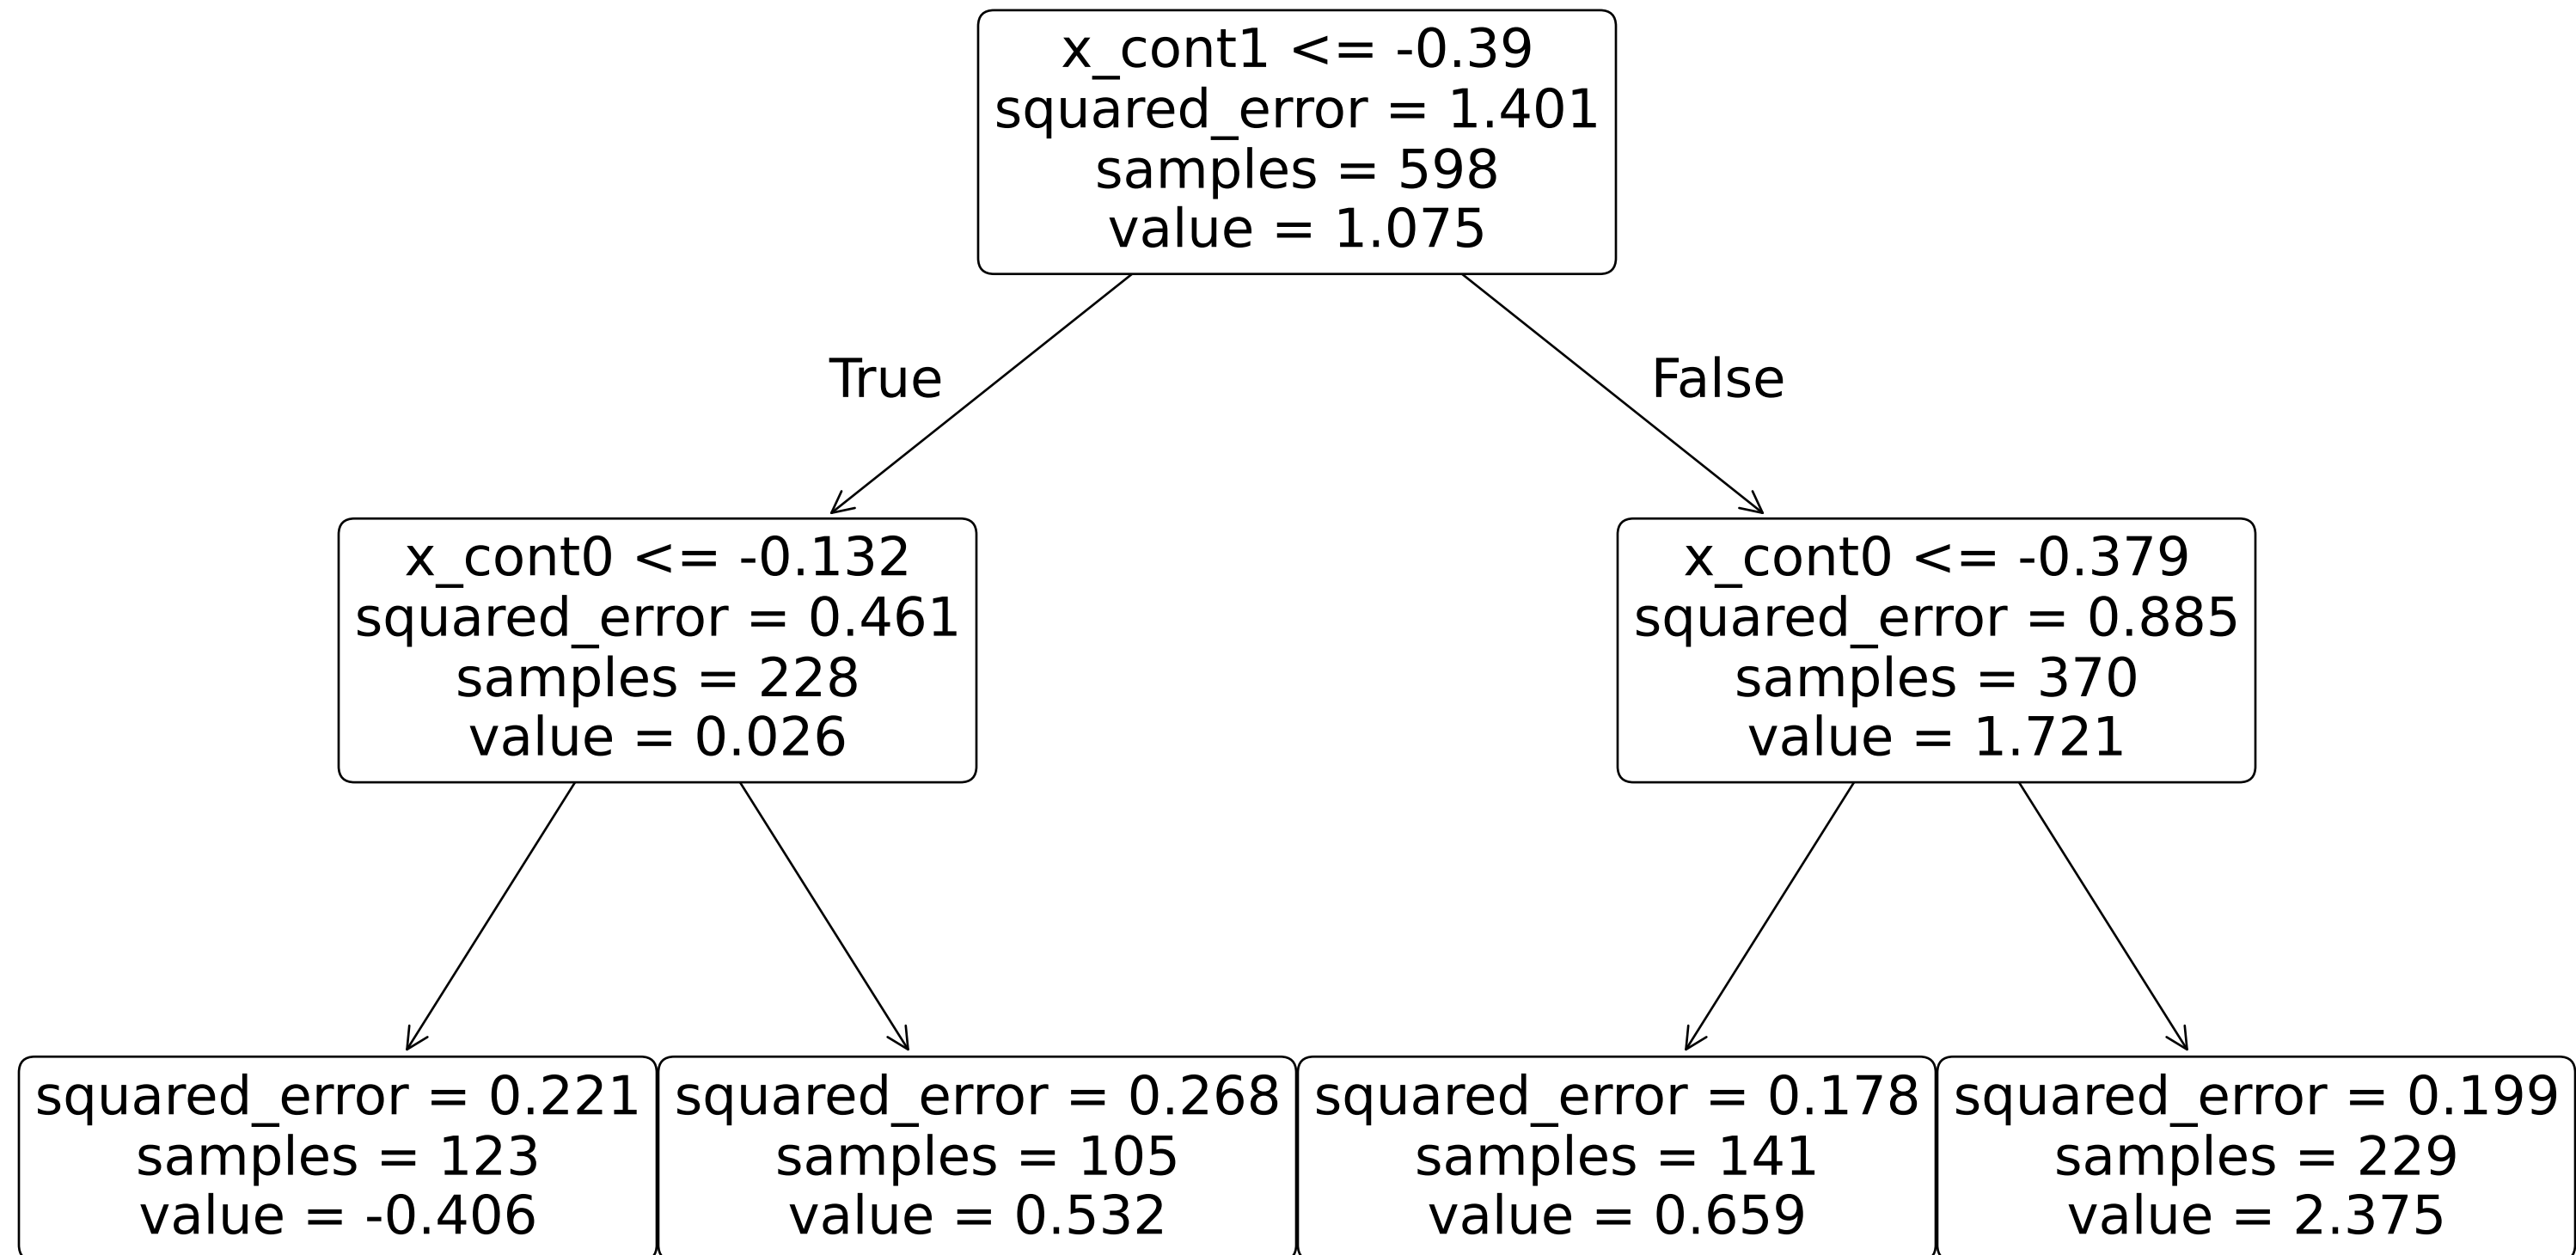 x_cont1 <= -0.39
squared_error = 1.401
samples = 598
value = 1.075
True
False
x_cont0 <= -0.132
squared_error = 0.461
samples = 228
value = 0.026
x_cont0 <= -0.379
squared_error = 0.885
samples = 370
value = 1.721
squared_error = 0.221
samples = 123
value = -0.406
squared_error = 0.268
samples = 105
value = 0.532
squared_error = 0.178
samples = 141
value = 0.659
squared_error = 0.199
samples = 229
value = 2.375